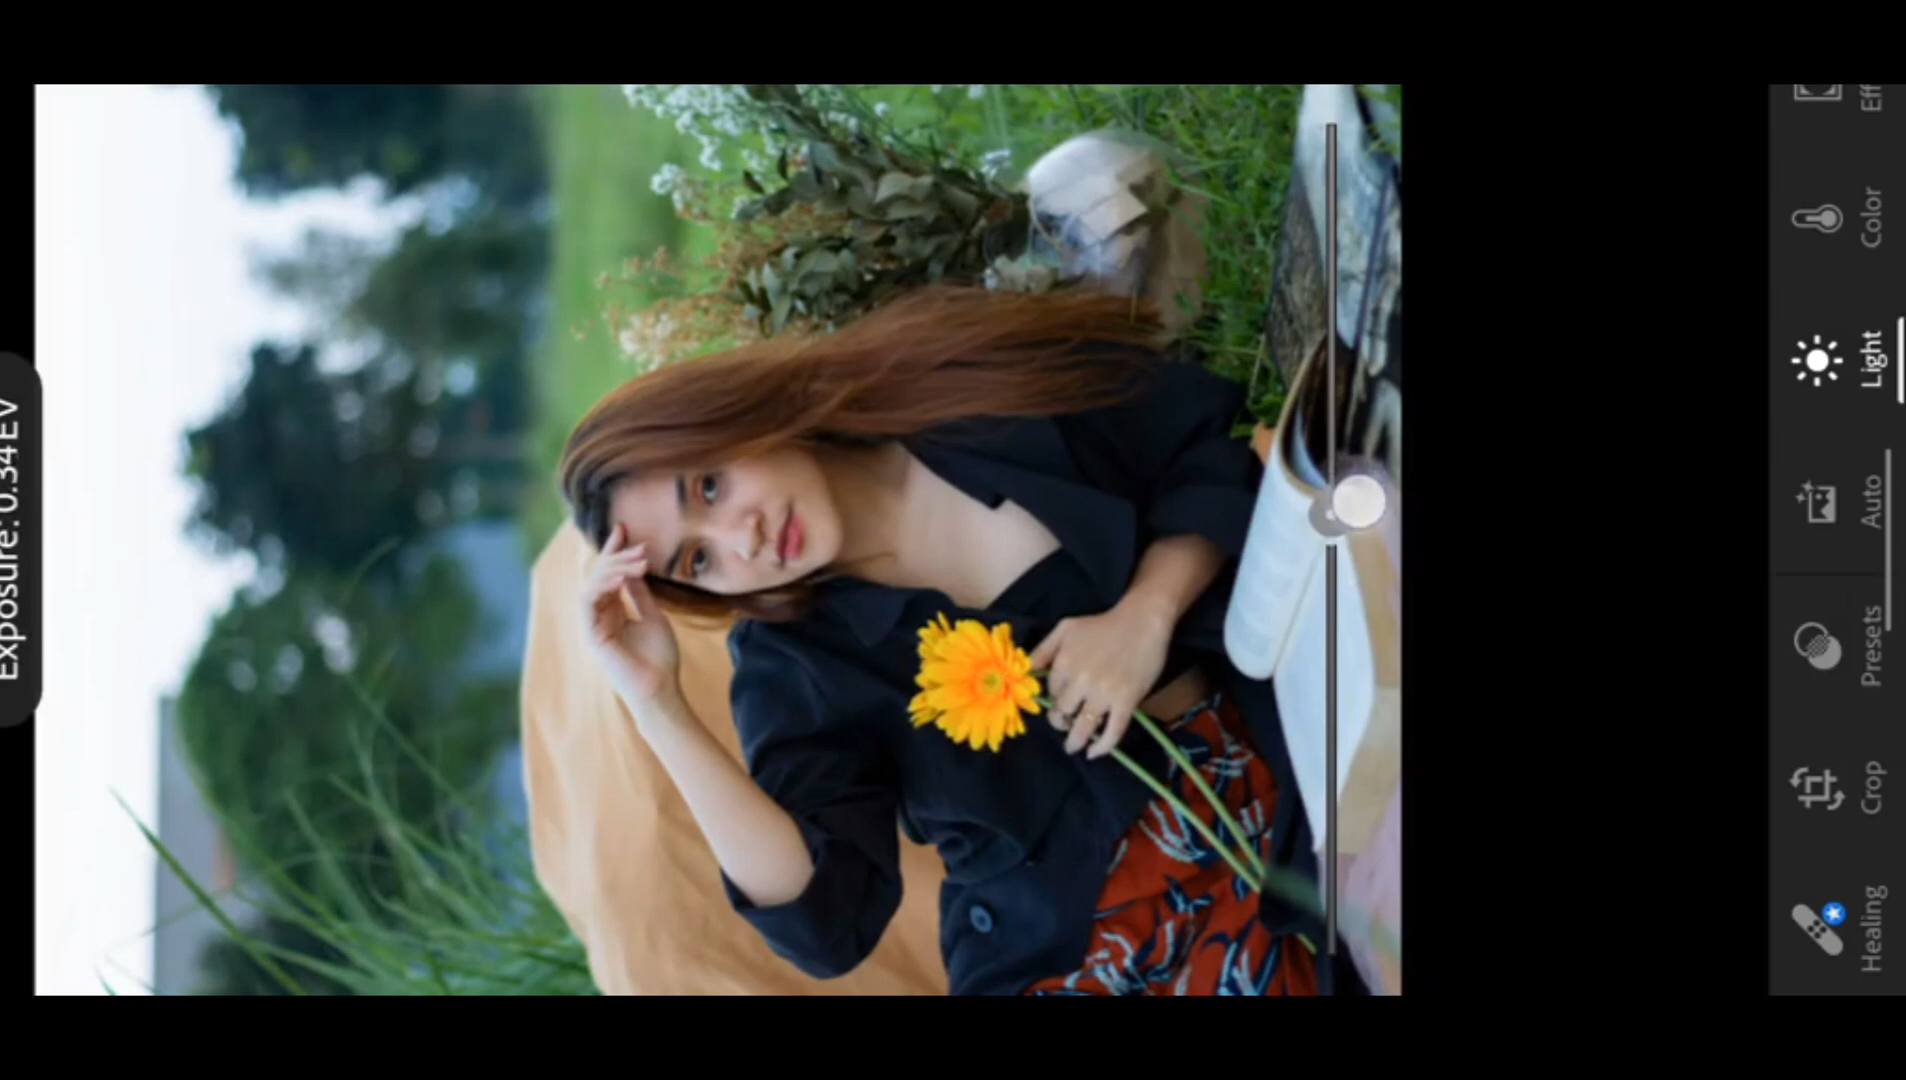 Exposure: 0.34 EV
Healing
Crop
Presets
Auto
Light
Color
Eff